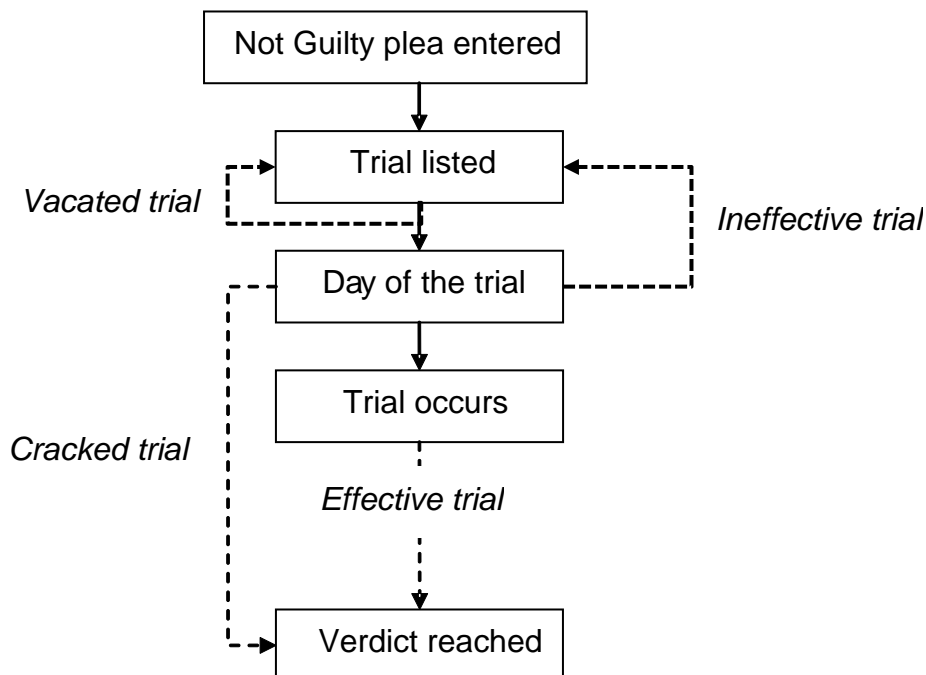 Not Guilty plea entered
Trial listed
Vacated trial
Ineffective trial
Day of the trial
Trial occurs
Cracked trial
Effective trial
Verdict reached